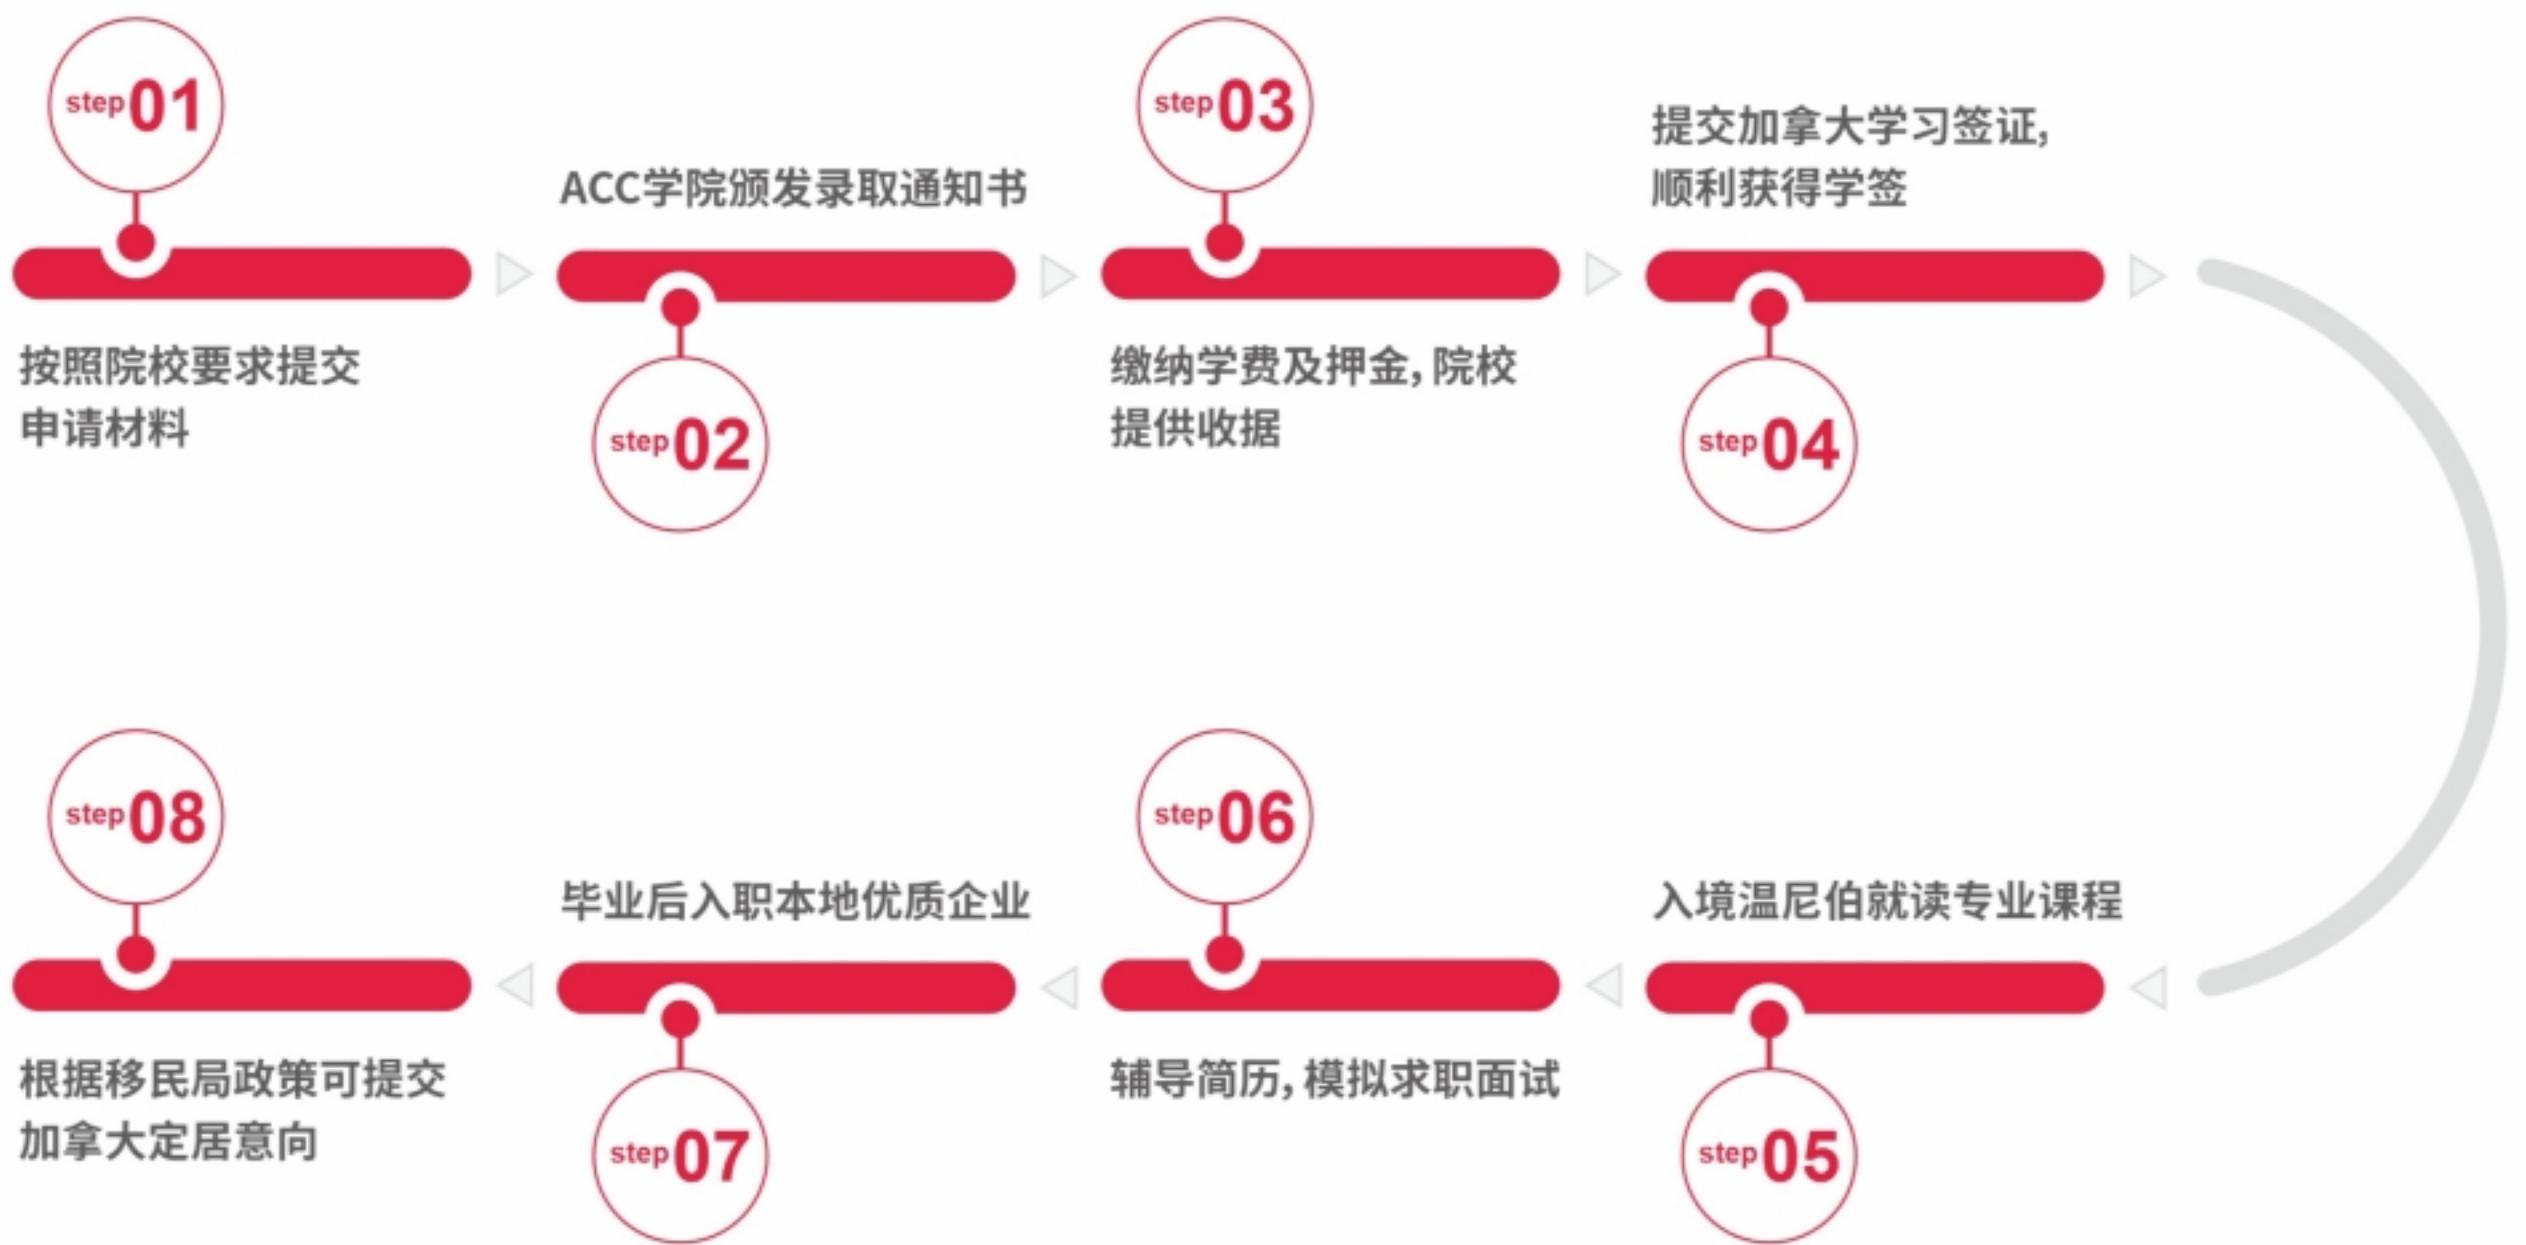 step01
按照院校要求提交
申请材料
ACC学院颁发录取通知书
step02
step03
缴纳学费及押金，院校
提供收据
提交加拿大学习签证，
顺利获得学签
step04
入境温尼伯就读专业课程
step05
step06
辅导简历，模拟求职面试
毕业后入职本地优质企业
step07
step08
根据移民局政策可提交
加拿大定居意向